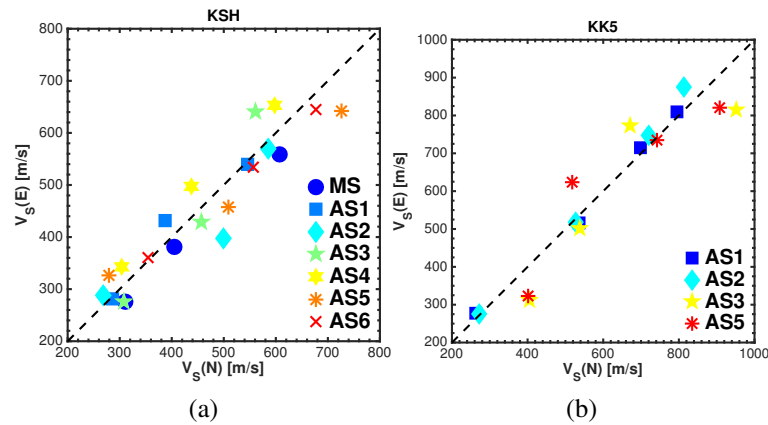 KSH
800
700
600
500
400
300
200
200 300 400 500 600 700 800
V_S(E) [m/s]
V_S(N) [m/s]
MS
AS1
AS2
AS3
AS4
AS5
AS6
(a)
KK5
1000
900
800
700
600
500
400
300
200
200 400 600 800 1000
V_S(E) [m/s]
V_S(N) [m/s]
AS1
AS2
AS3
AS5
(b)